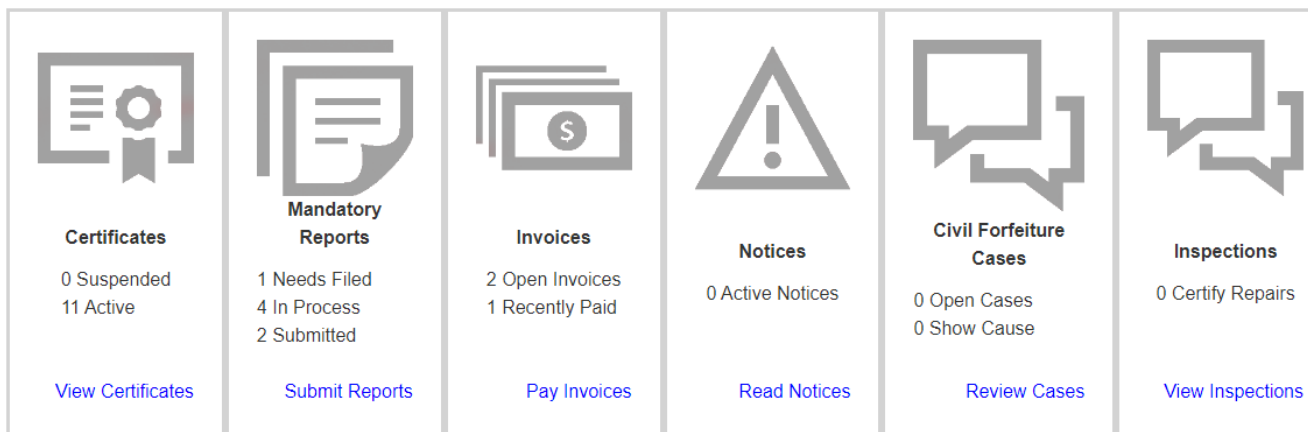 Certificates
0 Suspended
11 Active
View Certificates
Mandatory
Reports
1 Needs Filed
4 In Process
2 Submitted
Submit Reports
$
Invoices
2 Open Invoices
1 Recently Paid
Pay Invoices
Notices
0 Active Notices
Read Notices
Civil Forfeiture
Cases
0 Open Cases
0 Show Cause
Review Cases
Inspections
0 Certify Repairs
View Inspections